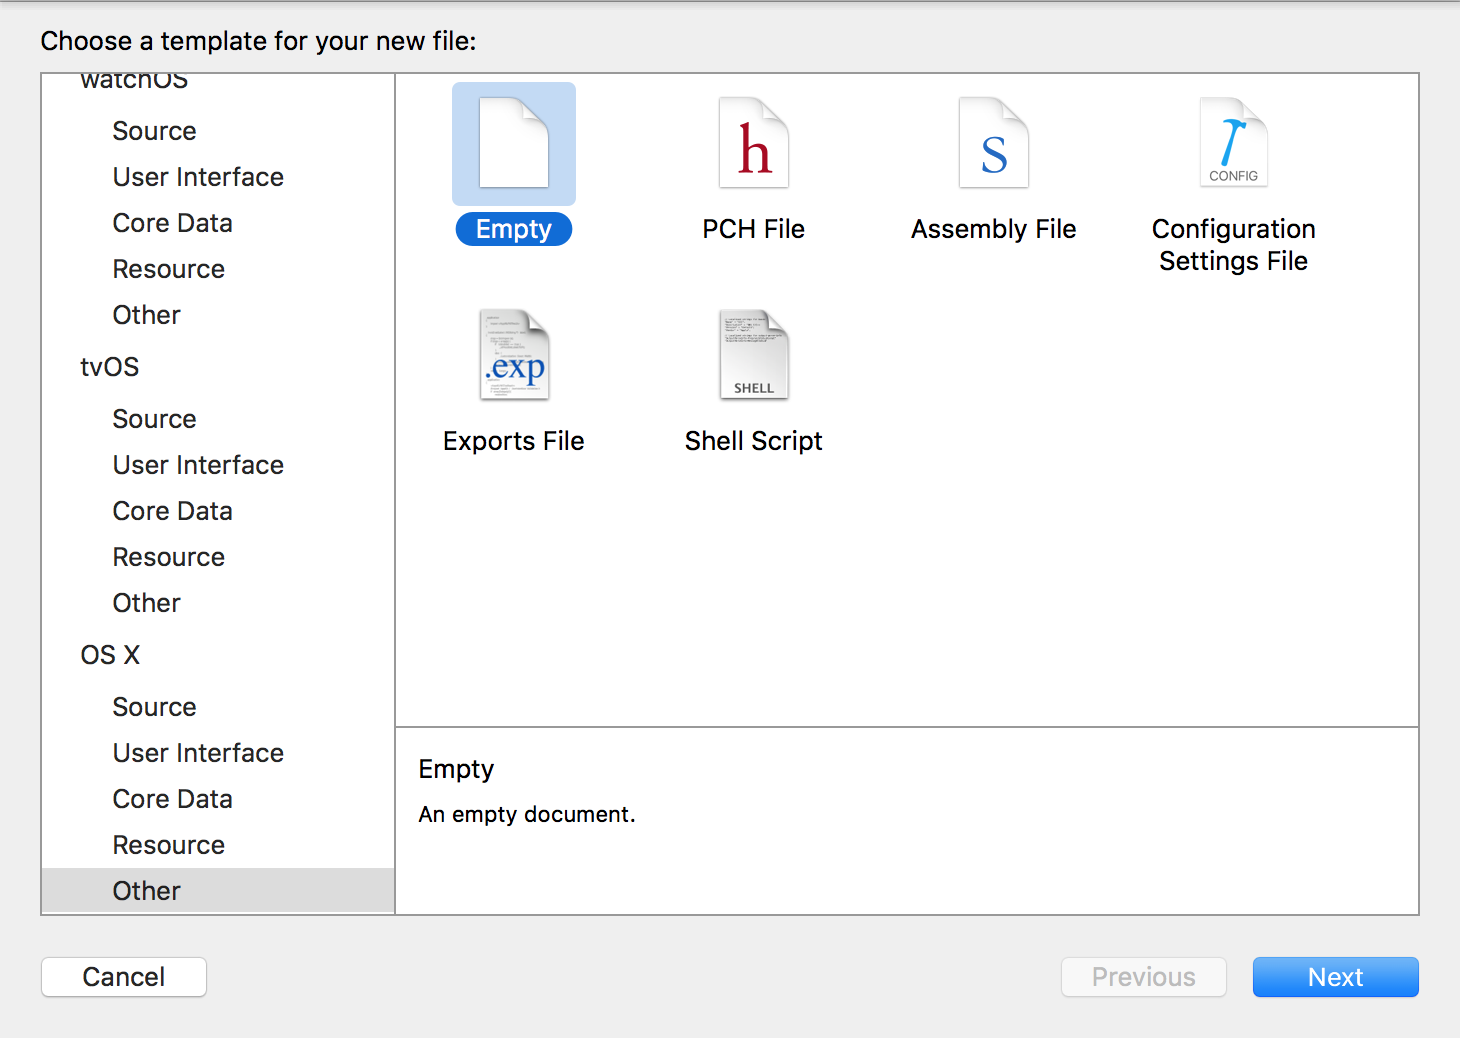 Choose a template for your new file:
watchOS
Source
User Interface
Core Data
Resource
Other
tvOS
Source
User Interface
Core Data
Resource
Other
OS X
Source
User Interface
Core Data
Resource
Other
Empty
h
PCH File
S
Assembly File
CONFIG
Configuration
Settings File
.exp
Exports File
SHELL
Shell Script
Empty
An empty document.
Cancel
Previous
Next